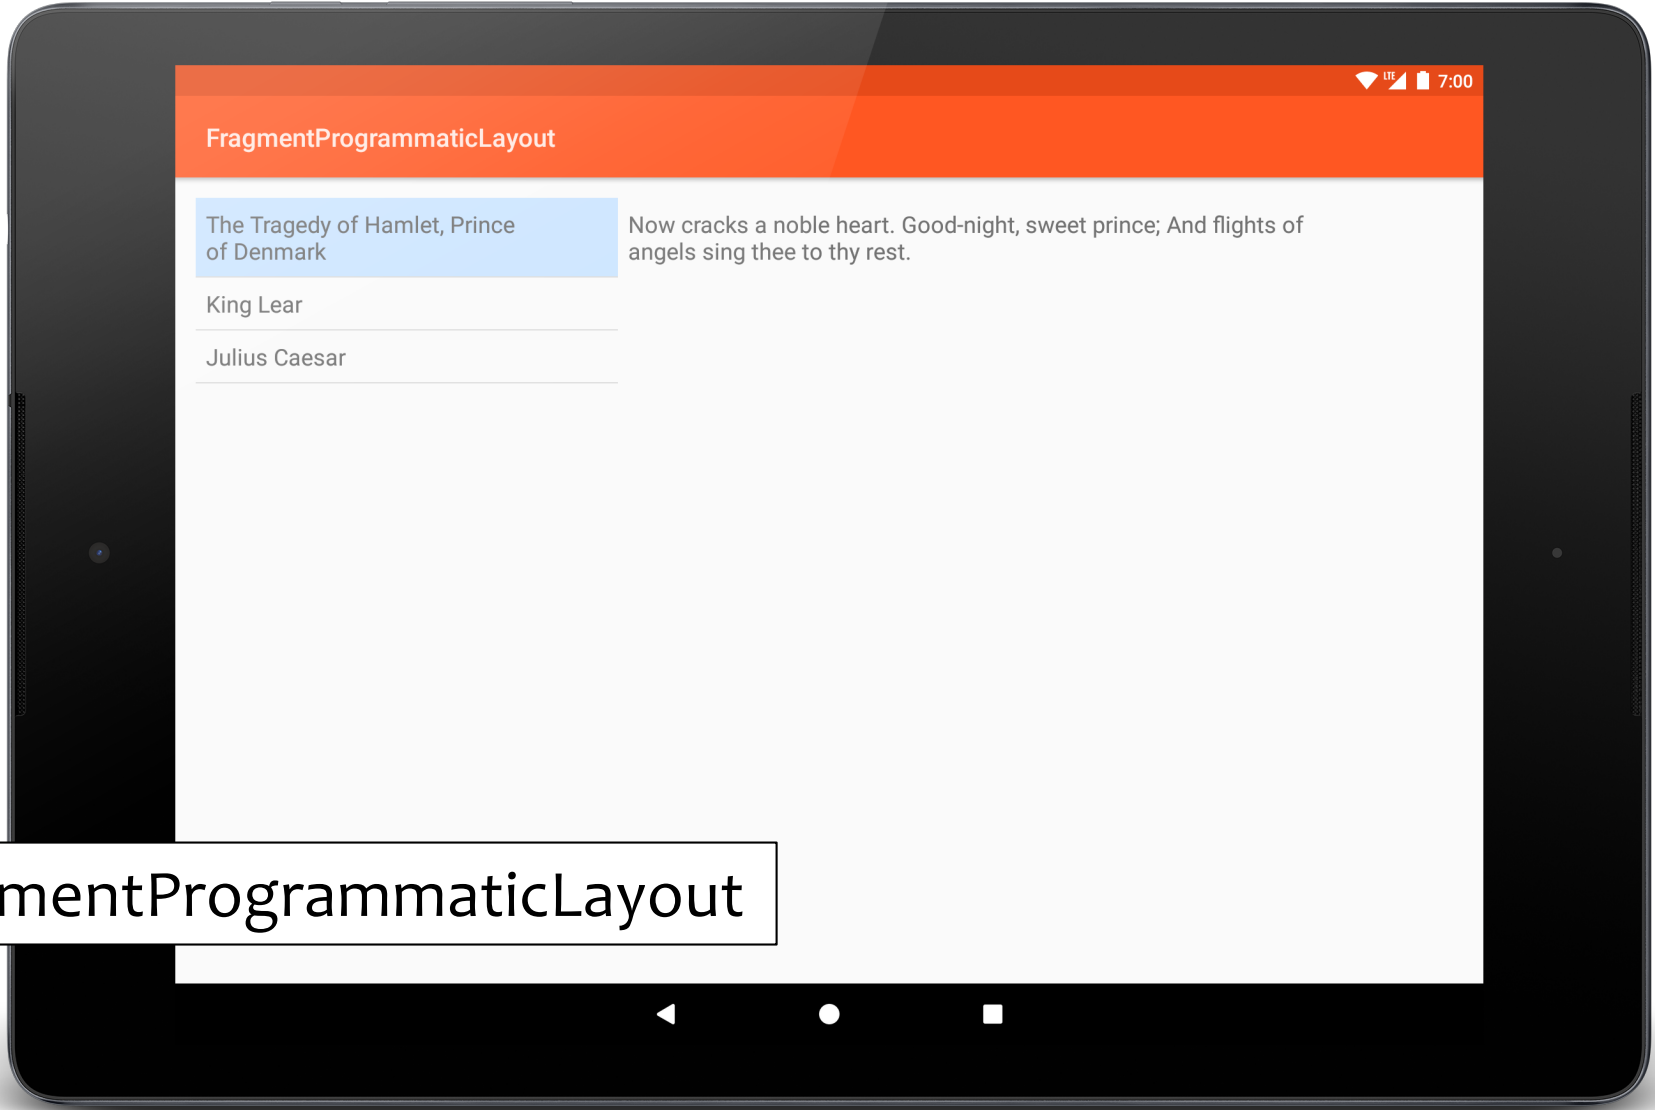 LTE 7:00
FragmentProgrammaticLayout
The Tragedy of Hamlet, Prince
of Denmark
King Lear
Julius Caesar
Now cracks a noble heart. Good-night, sweet prince; And flights of
angels sing thee to thy rest.
mentProgrammaticLayout